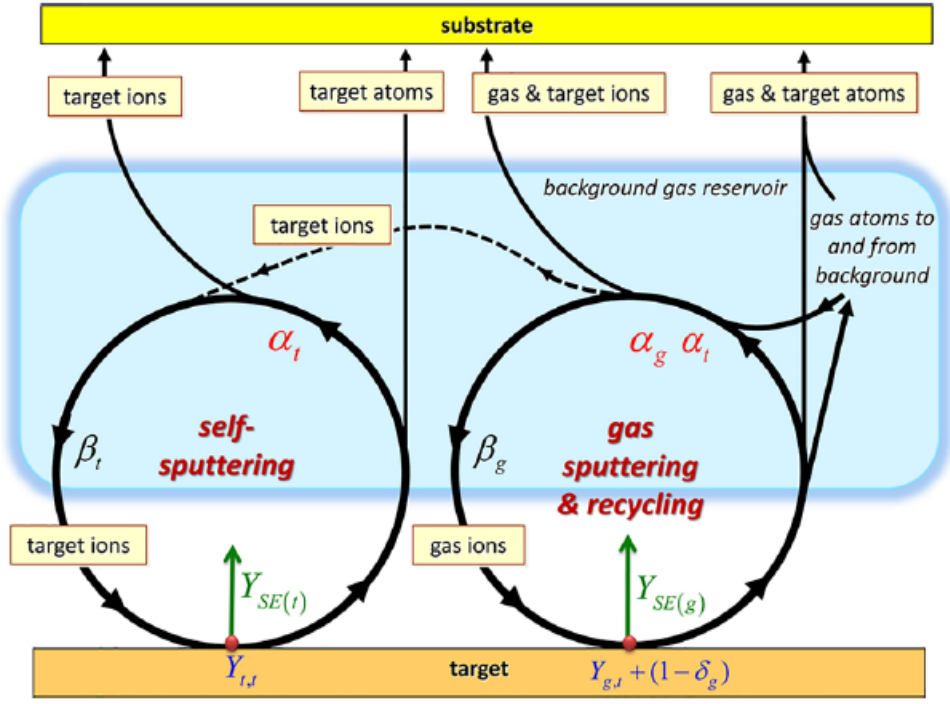 substrate
target ions
target atoms
gas & target ions
gas & target atoms
background gas reservoir
target ions
gas atoms to
and from
background
α_t
α_g α_t
self-
sputtering
gas
sputtering
& recycling
β_t
β_g
target ions
gas ions
Y_SE(t)
Y_SE(g)
Y_t,t
target
Y_g,t + (1-δ_g)